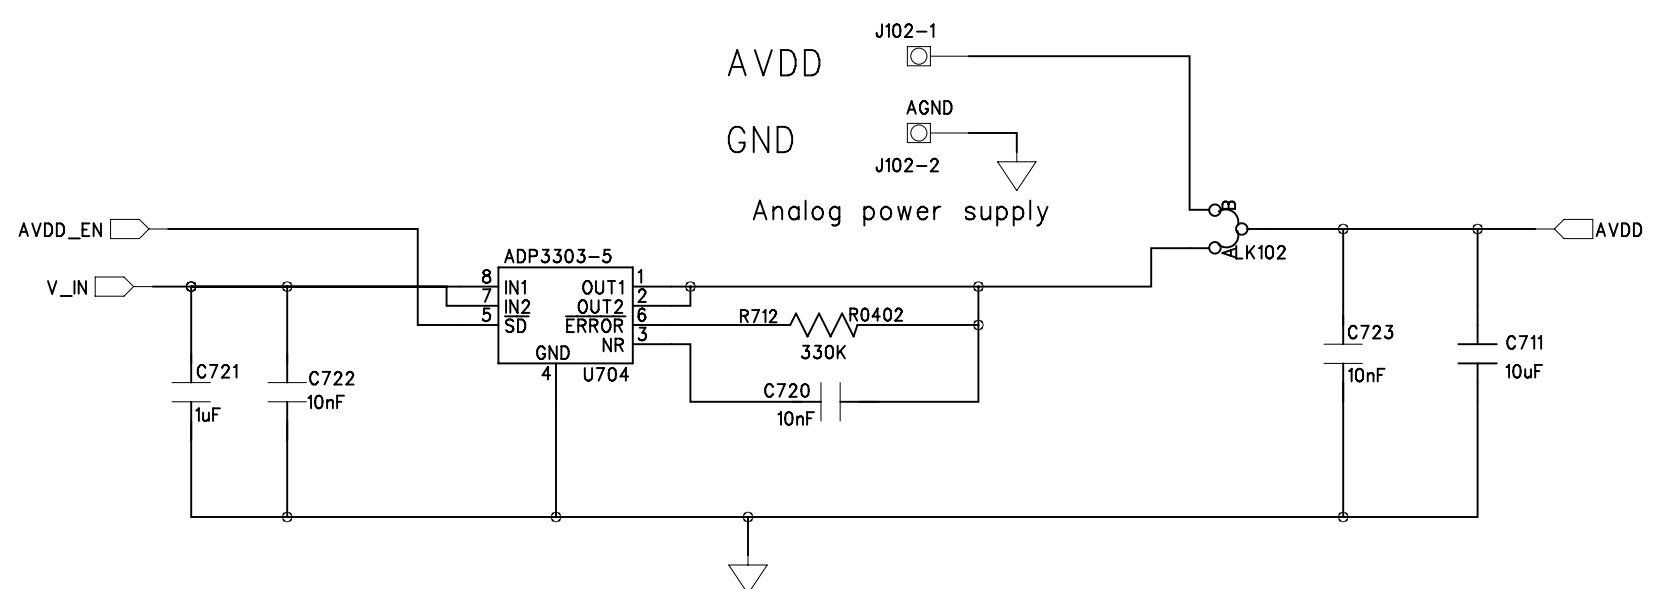 J102-1
AVDD
AGND
GND
J102-2
Analog power supply
B
AVDD_EN
AVDD
A
LK102
ADP3303-5
V_IN
8
IN1
OUT1
1
7
IN2
OUT2
2
5
SD
ERROR
6
R712
R0402
330K
NR
3
GND
4
U704
C721
1uF
C722
10nF
C720
10nF
C723
10nF
C711
10uF